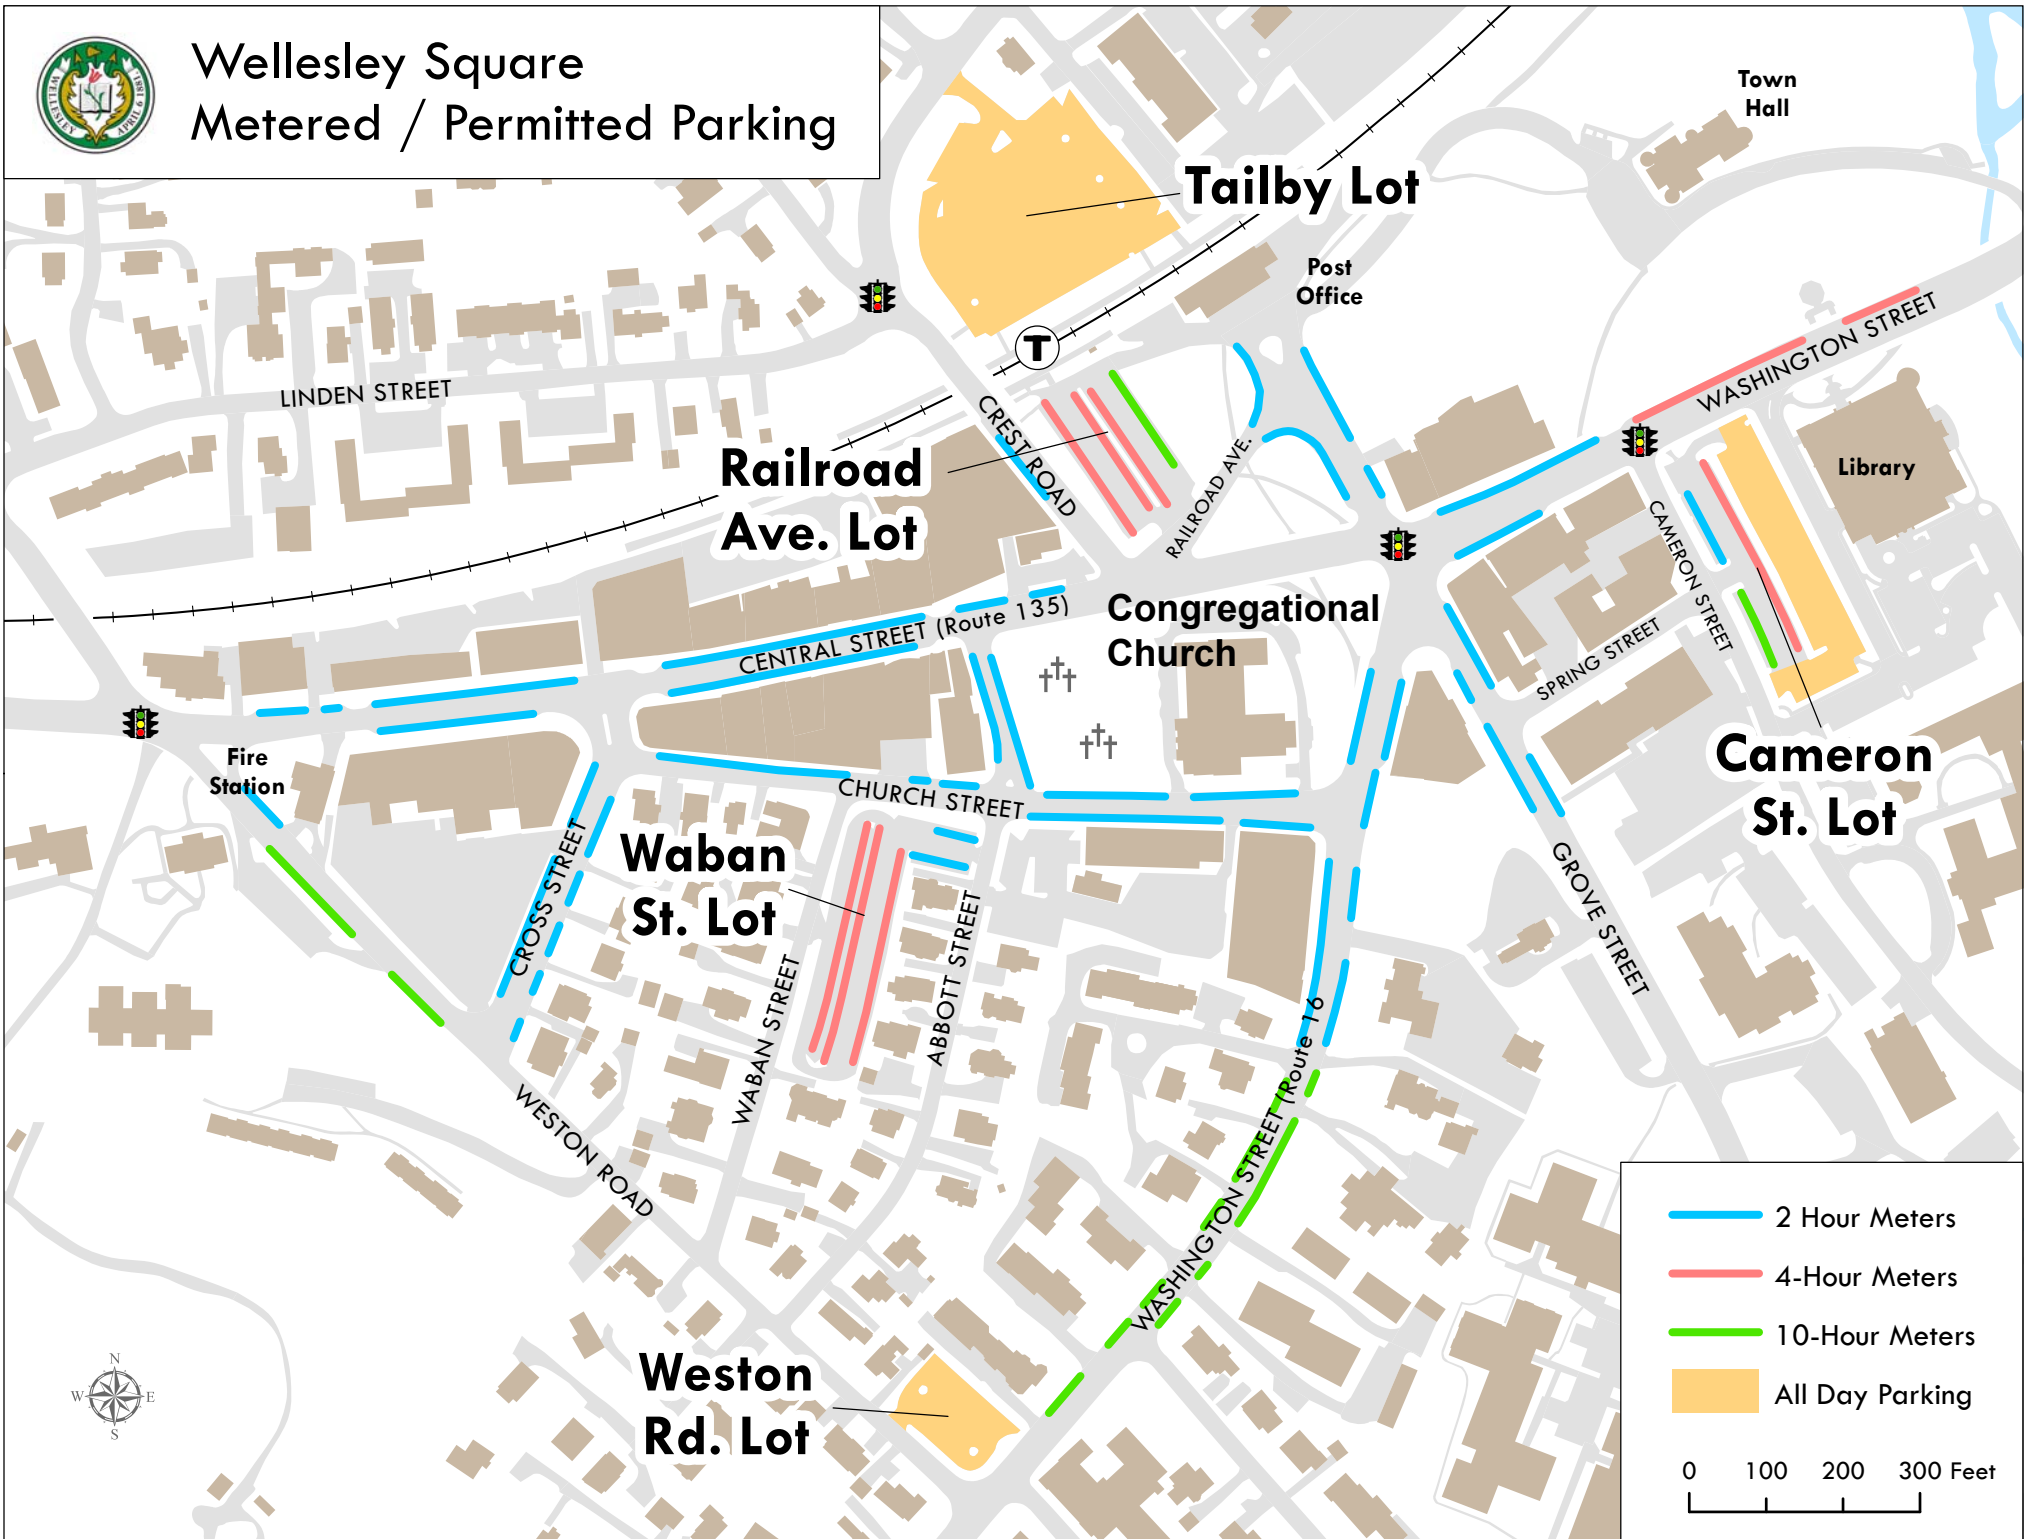 Wellesley Square
Metered / Permitted Parking
WELLESLEY
APRIL 6 1881
Town
Hall
Tailby Lot
Post
Office
T
LINDEN STREET
CREST ROAD
WASHINGTON STREET
Railroad
Ave. Lot
RAILROAD AVE.
Library
CAMERON STREET
CENTRAL STREET (Route 135)
Congregational
Church
SPRING STREET
Fire
Station
Cameron
St. Lot
CHURCH STREET
Waban
St. Lot
CROSS STREET
GROVE STREET
WABAN STREET
ABBOTT STREET
WASHINGTON STREET (Route 16
WESTON ROAD
Weston
Rd. Lot
N
W E
S
2 Hour Meters
4-Hour Meters
10-Hour Meters
All Day Parking
0 100 200 300 Feet